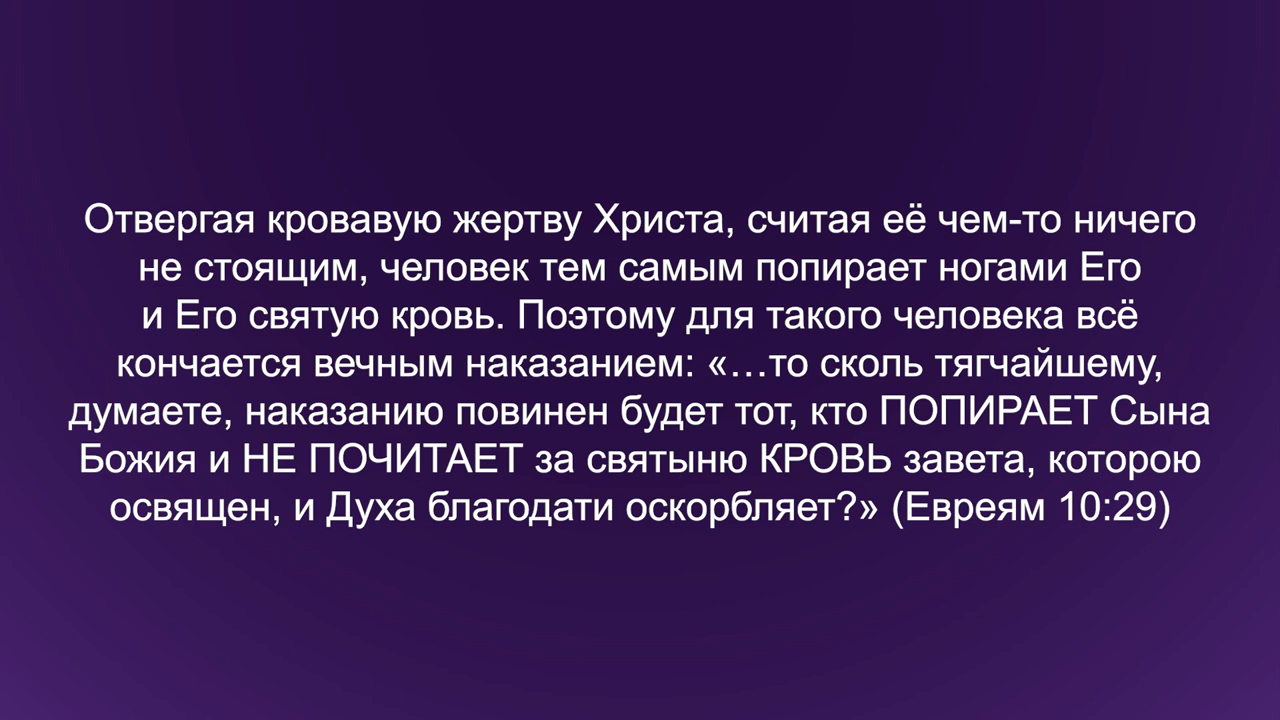 Отвергая кровавую жертву Христа, считая её чем-то ничего
не стоящим, человек тем самым попирает ногами Его
и Его святую кровь. Поэтому для такого человека всё
кончается вечным наказанием: «…то сколь тягчайшему,
думаете, наказанию повинен будет тот, кто ПОПИРАЕТ Сына
Божия и НЕ ПОЧИТАЕТ за святыню КРОВЬ завета, которою
освящен, и Духа благодати оскорбляет?» (Евреям 10:29)